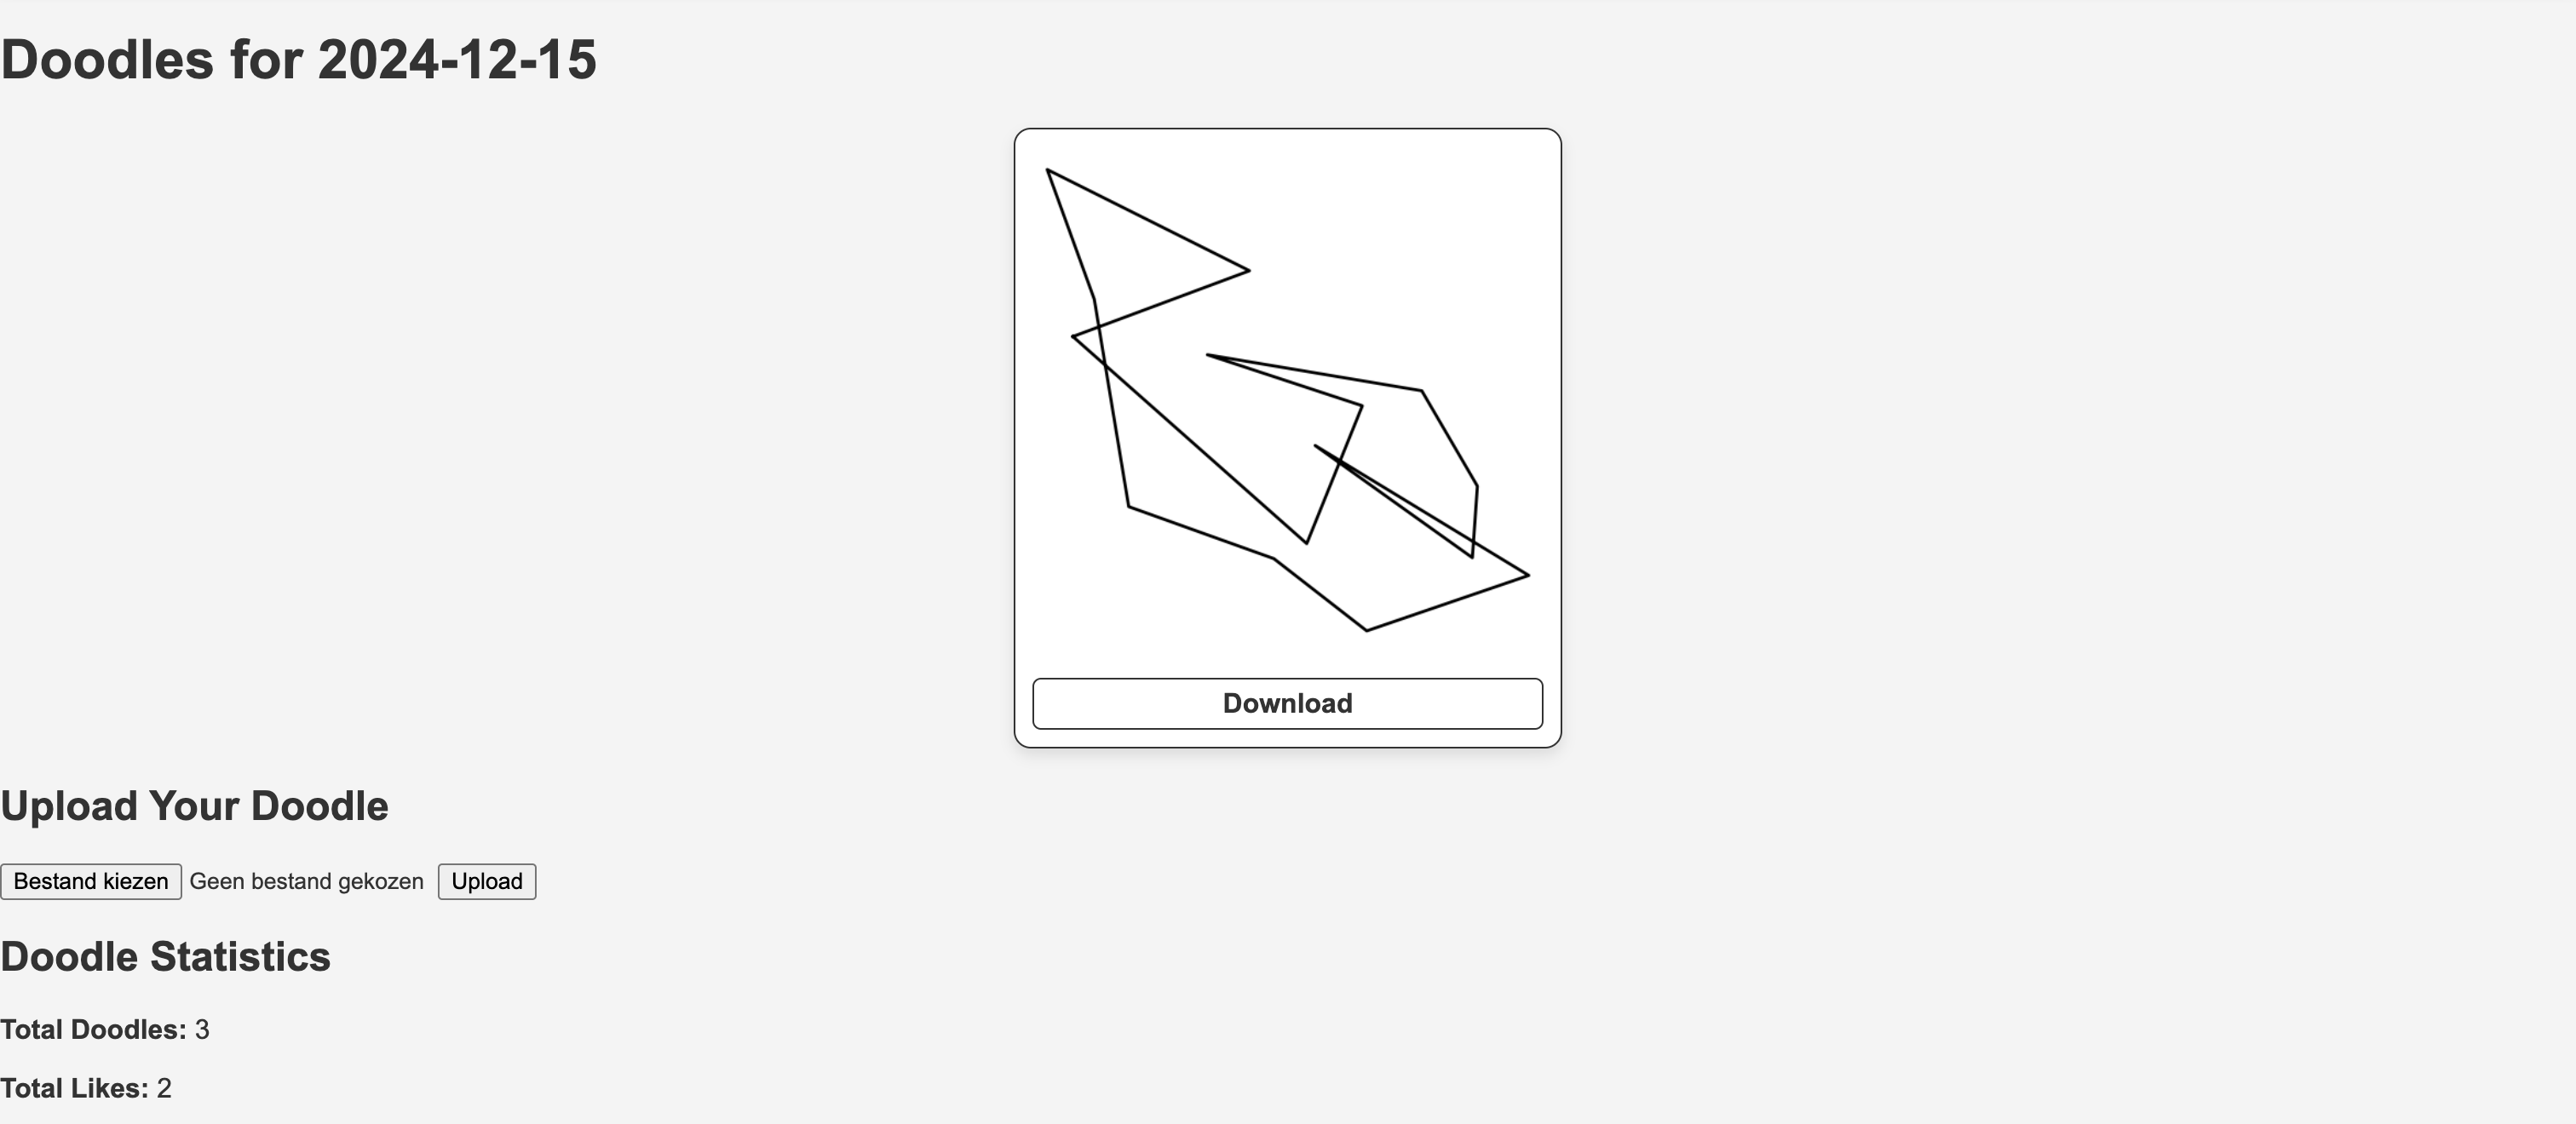 Doodles for 2024-12-15
Download
Upload Your Doodle
Bestand kiezen Geen bestand gekozen Upload
Doodle Statistics
Total Doodles: 3
Total Likes: 2